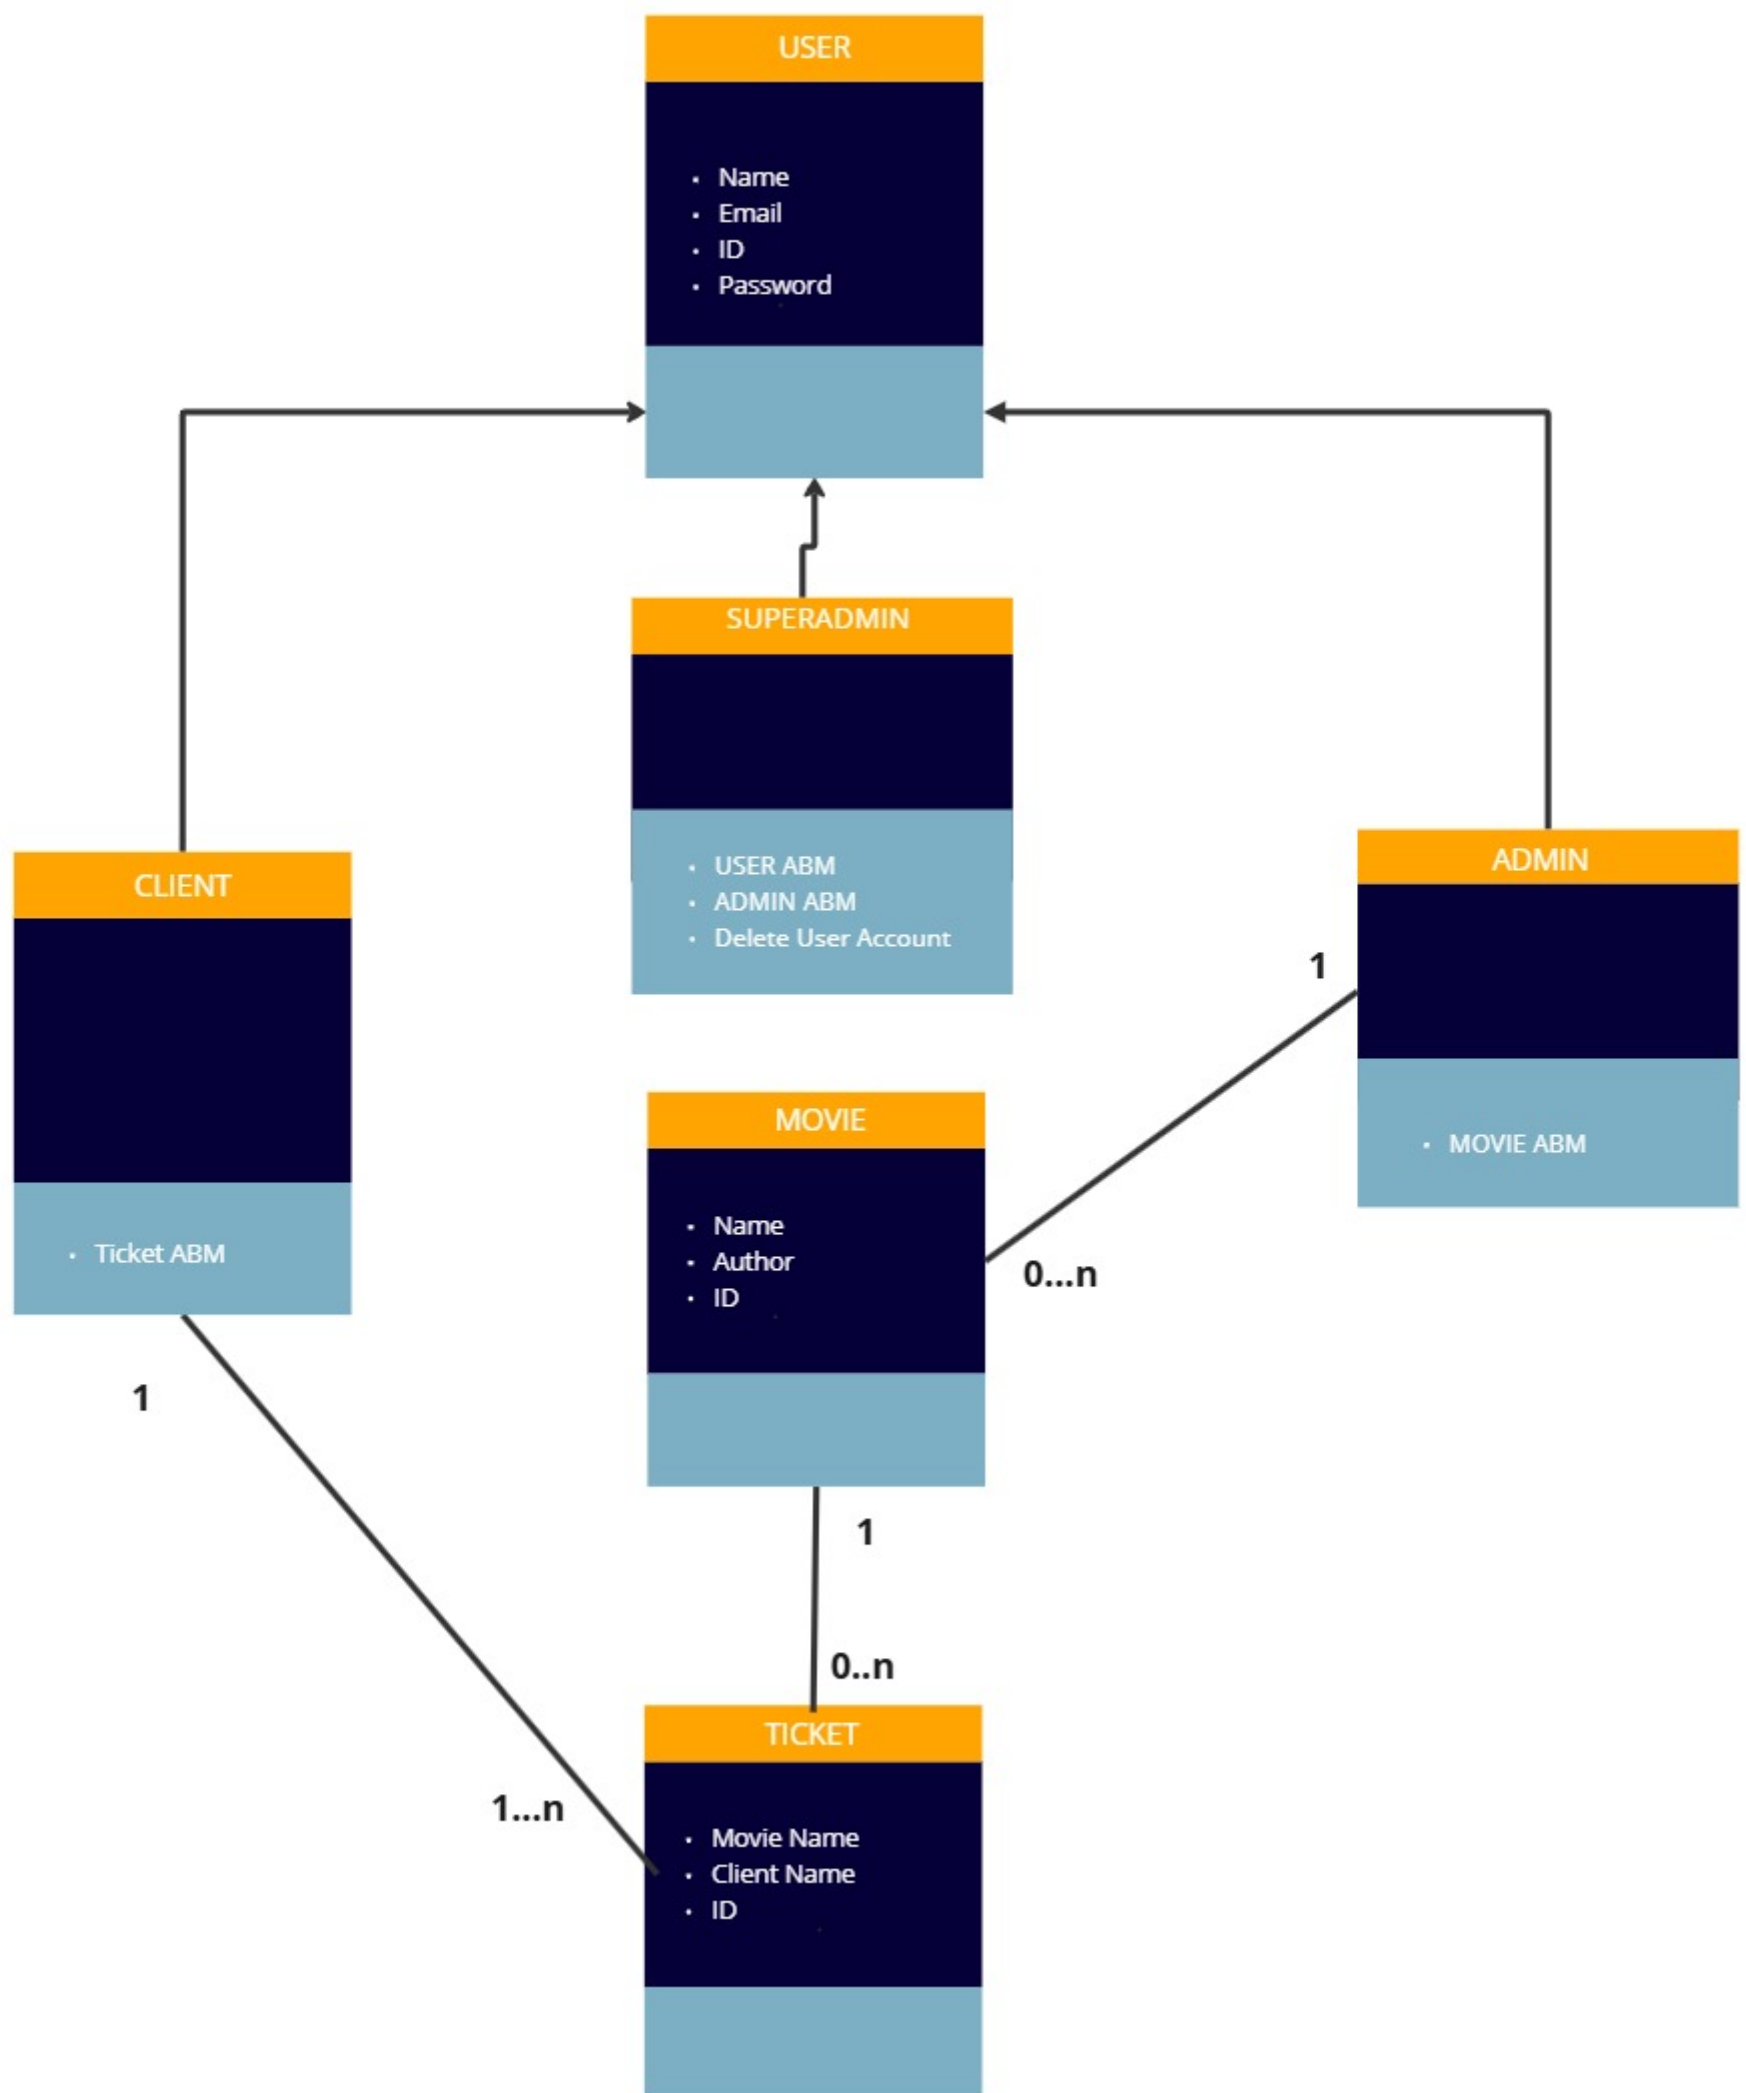 USER
• Name
• Email
• ID
• Password
SUPERADMIN
• USER ABM
• ADMIN ABM
• Delete User Account
CLIENT
• Ticket ABM
1
ADMIN
• MOVIE ABM
1
MOVIE
• Name
• Author
• ID
0...n
1
0..n
1...n
TICKET
• Movie Name
• Client Name
• ID